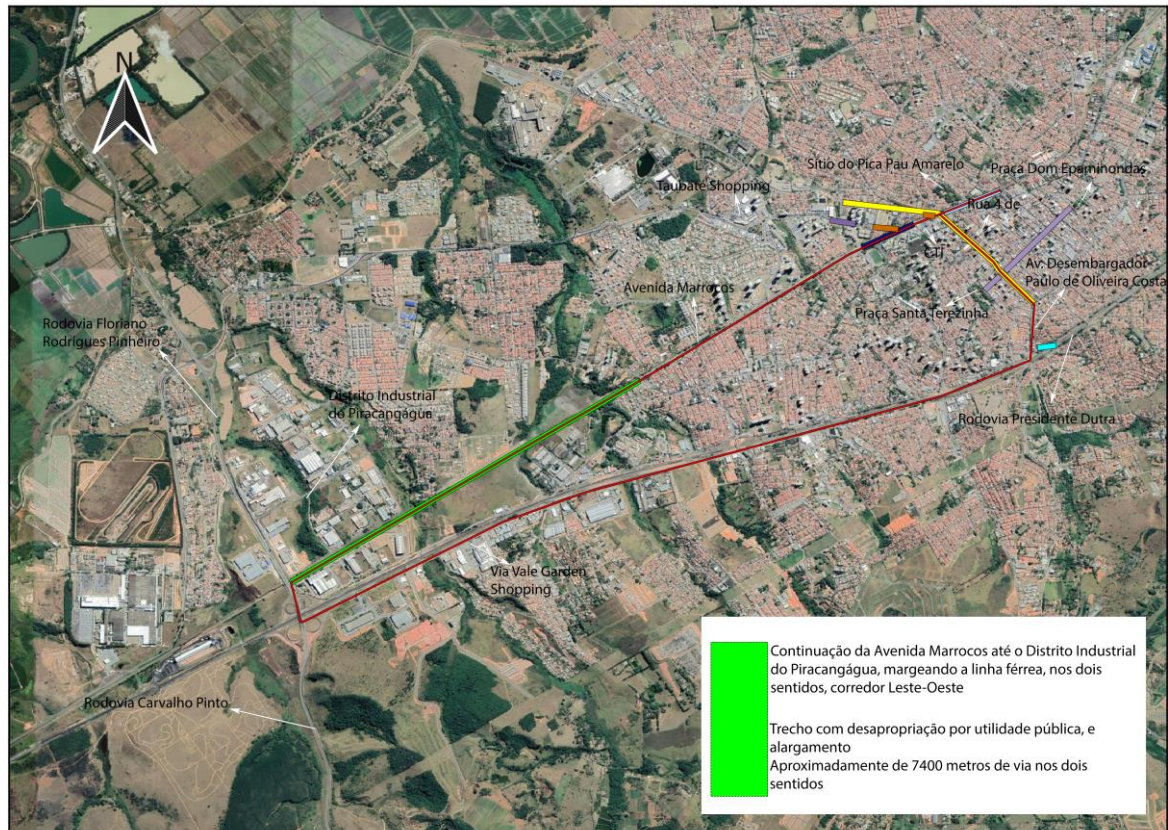 N
Sítio do Pica Pau Amarelo
Praça Dom Epaminondas
Taubaté Shopping
Rua 4 de
CTI
Av. Desembargador
Paulo de Oliveira Costa
Avenida Marrocos
Praça Santa Terezinha
Rodovia Floriano
Rodrigues Pinheiro
Distrito Industrial
do Piracangágua
Rodovia Presidente Dutra
Via Vale Garden
Shopping
Rodovia Carvalho Pinto
Continuação da Avenida Marrocos até o Distrito Industrial
do Piracangágua, margeando a linha férrea, nos dois
sentidos, corredor Leste-Oeste
Trecho com desapropriação por utilidade pública, e
alargamento
Aproximadamente de 7400 metros de via nos dois
sentidos